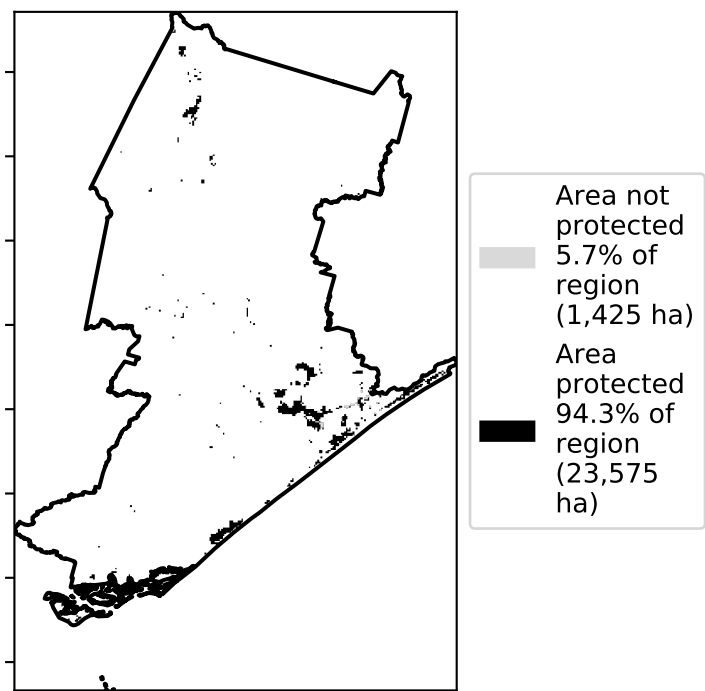 Area not
protected
5.7% of
region
(1,425 ha)
Area
protected
94.3% of
region
(23,575
ha)